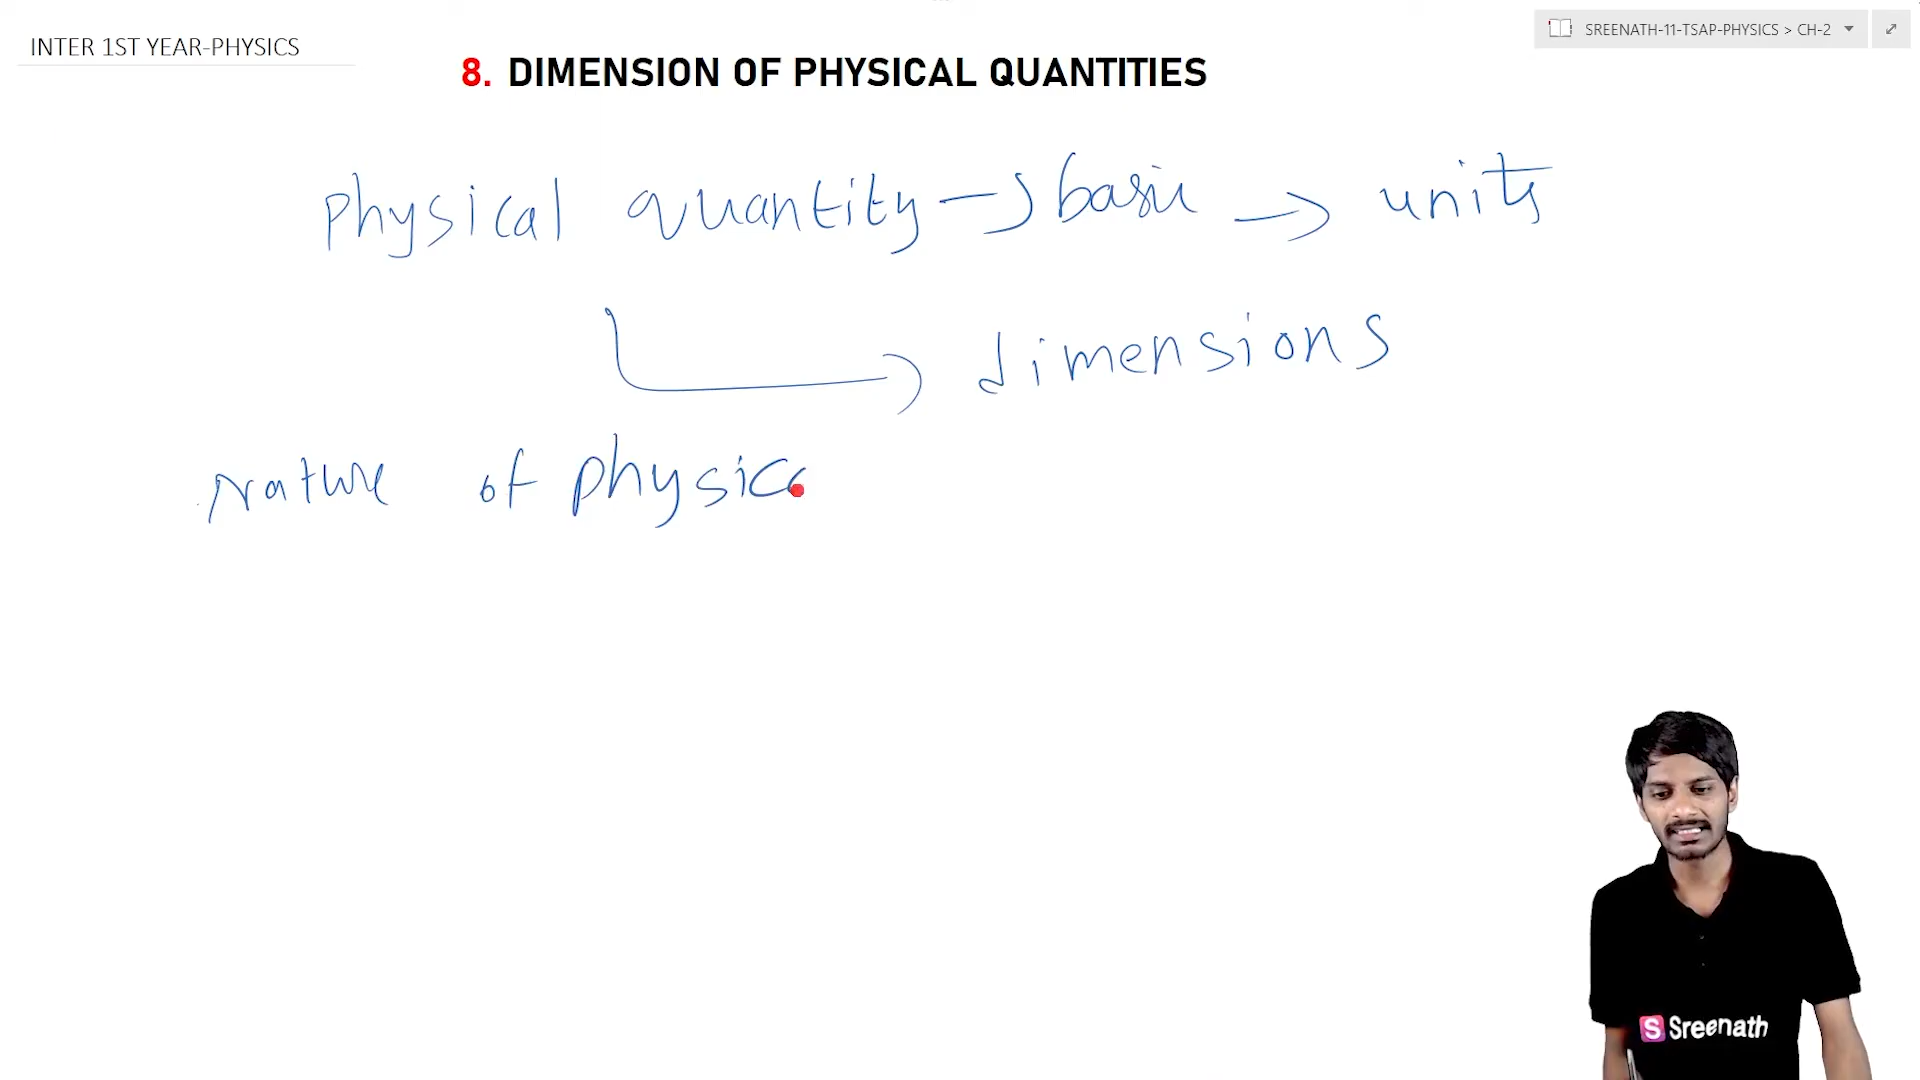 INTER 1ST YEAR-PHYSICS
SREENATH-11-TSAP-PHYSICS > CH-2
8. DIMENSION OF PHYSICAL QUANTITIES
Physical quantity → basic → units
dimensions
Nature of physica
S Sreenath